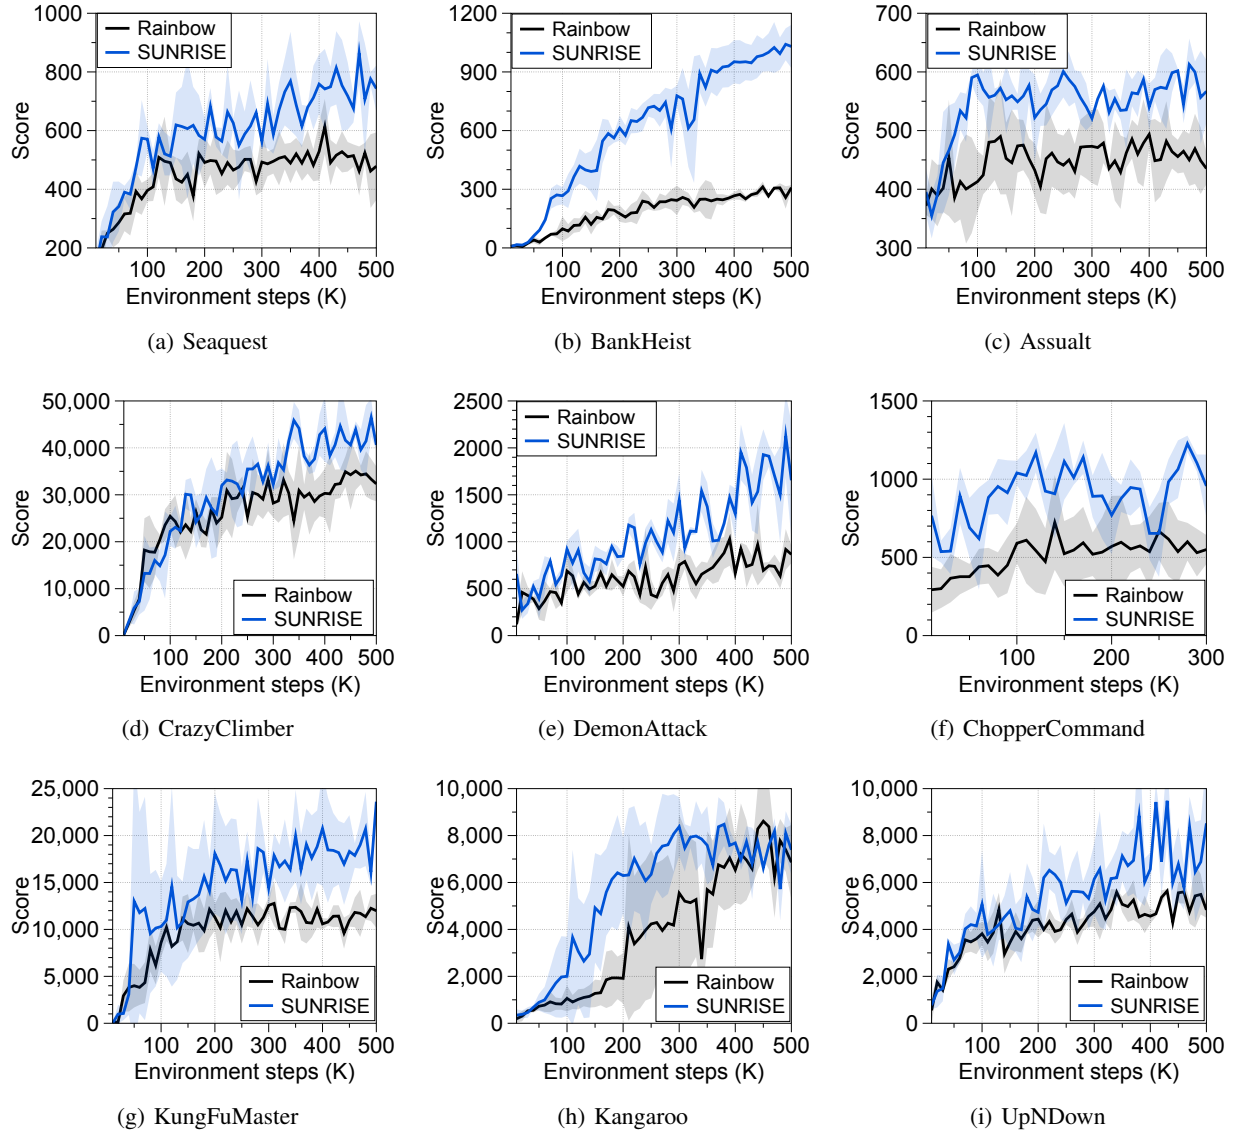 1000
800
600
400
200
Score
Rainbow
SUNRISE
100 200 300 400 500
Environment steps (K)
(a) Seaquest
1200
900
600
300
0
Score
Rainbow
SUNRISE
100 200 300 400 500
Environment steps (K)
(b) BankHeist
700
600
500
400
300
Score
Rainbow
SUNRISE
100 200 300 400 500
Environment steps (K)
(c) Assualt
50,000
40,000
30,000
20,000
10,000
0
Score
Rainbow
SUNRISE
100 200 300 400 500
Environment steps (K)
(d) CrazyClimber
2500
2000
1500
1000
500
0
Score
Rainbow
SUNRISE
100 200 300 400 500
Environment steps (K)
(e) DemonAttack
1500
1000
500
0
Score
Rainbow
SUNRISE
100 200 300
Environment steps (K)
(f) ChopperCommand
25,000
20,000
15,000
10,000
5,000
0
Score
Rainbow
SUNRISE
100 200 300 400 500
Environment steps (K)
(g) KungFuMaster
10,000
8,000
6,000
4,000
2,000
0
Score
Rainbow
SUNRISE
100 200 300 400 500
Environment steps (K)
(h) Kangaroo
10,000
8,000
6,000
4,000
2,000
0
Score
Rainbow
SUNRISE
100 200 300 400 500
Environment steps (K)
(i) UpNDown